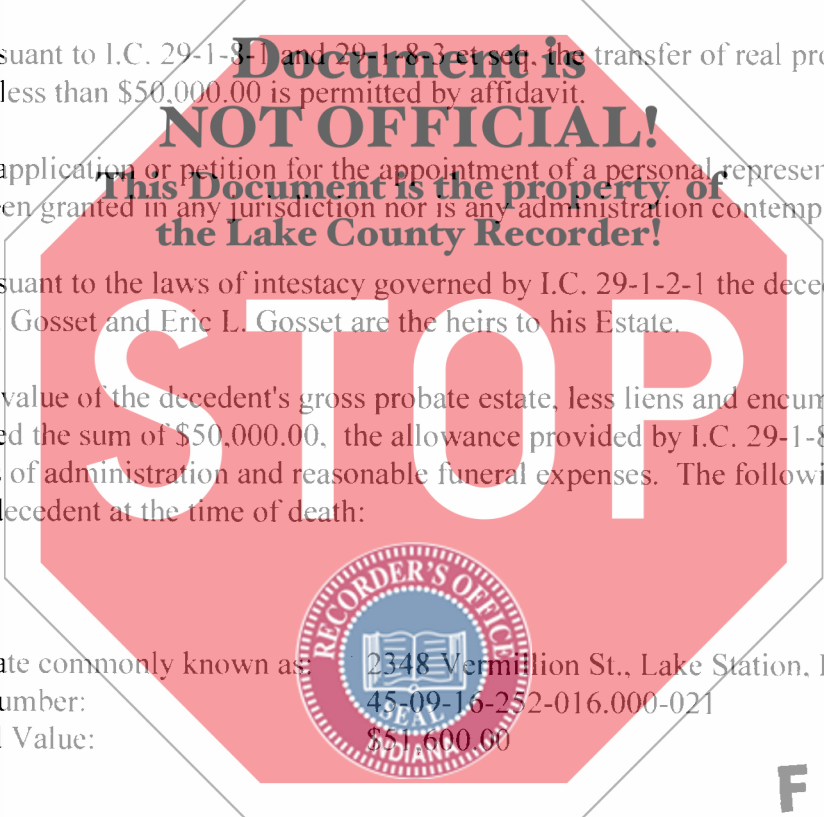 suant to I.C. 29-1-8-1 and 29-1-8-3 et seq. the transfer of real pro
Document is
less than $50,000.00 is permitted by affidavit.
NOT OFFICIAL!
application or petition for the appointment of a personal represen
This Document is the property of
en granted in any jurisdiction nor is any administration contemp
the Lake County Recorder!
suant to the laws of intestacy governed by I.C. 29-1-2-1 the dece
Gosset and Eric L. Gosset are the heirs to his Estate.
STOP
value of the decedent's gross probate estate, less liens and encum
ed the sum of $50,000.00, the allowance provided by I.C. 29-1-8
of administration and reasonable funeral expenses. The followi
ecedent at the time of death:
RECORDER'S OFFICE
ate commonly known as: 2348 Vermillion St., Lake Station,
umber: 45-09-16-252-016.000-021
SEAL
Value: $51,600.00
INDIANA
F